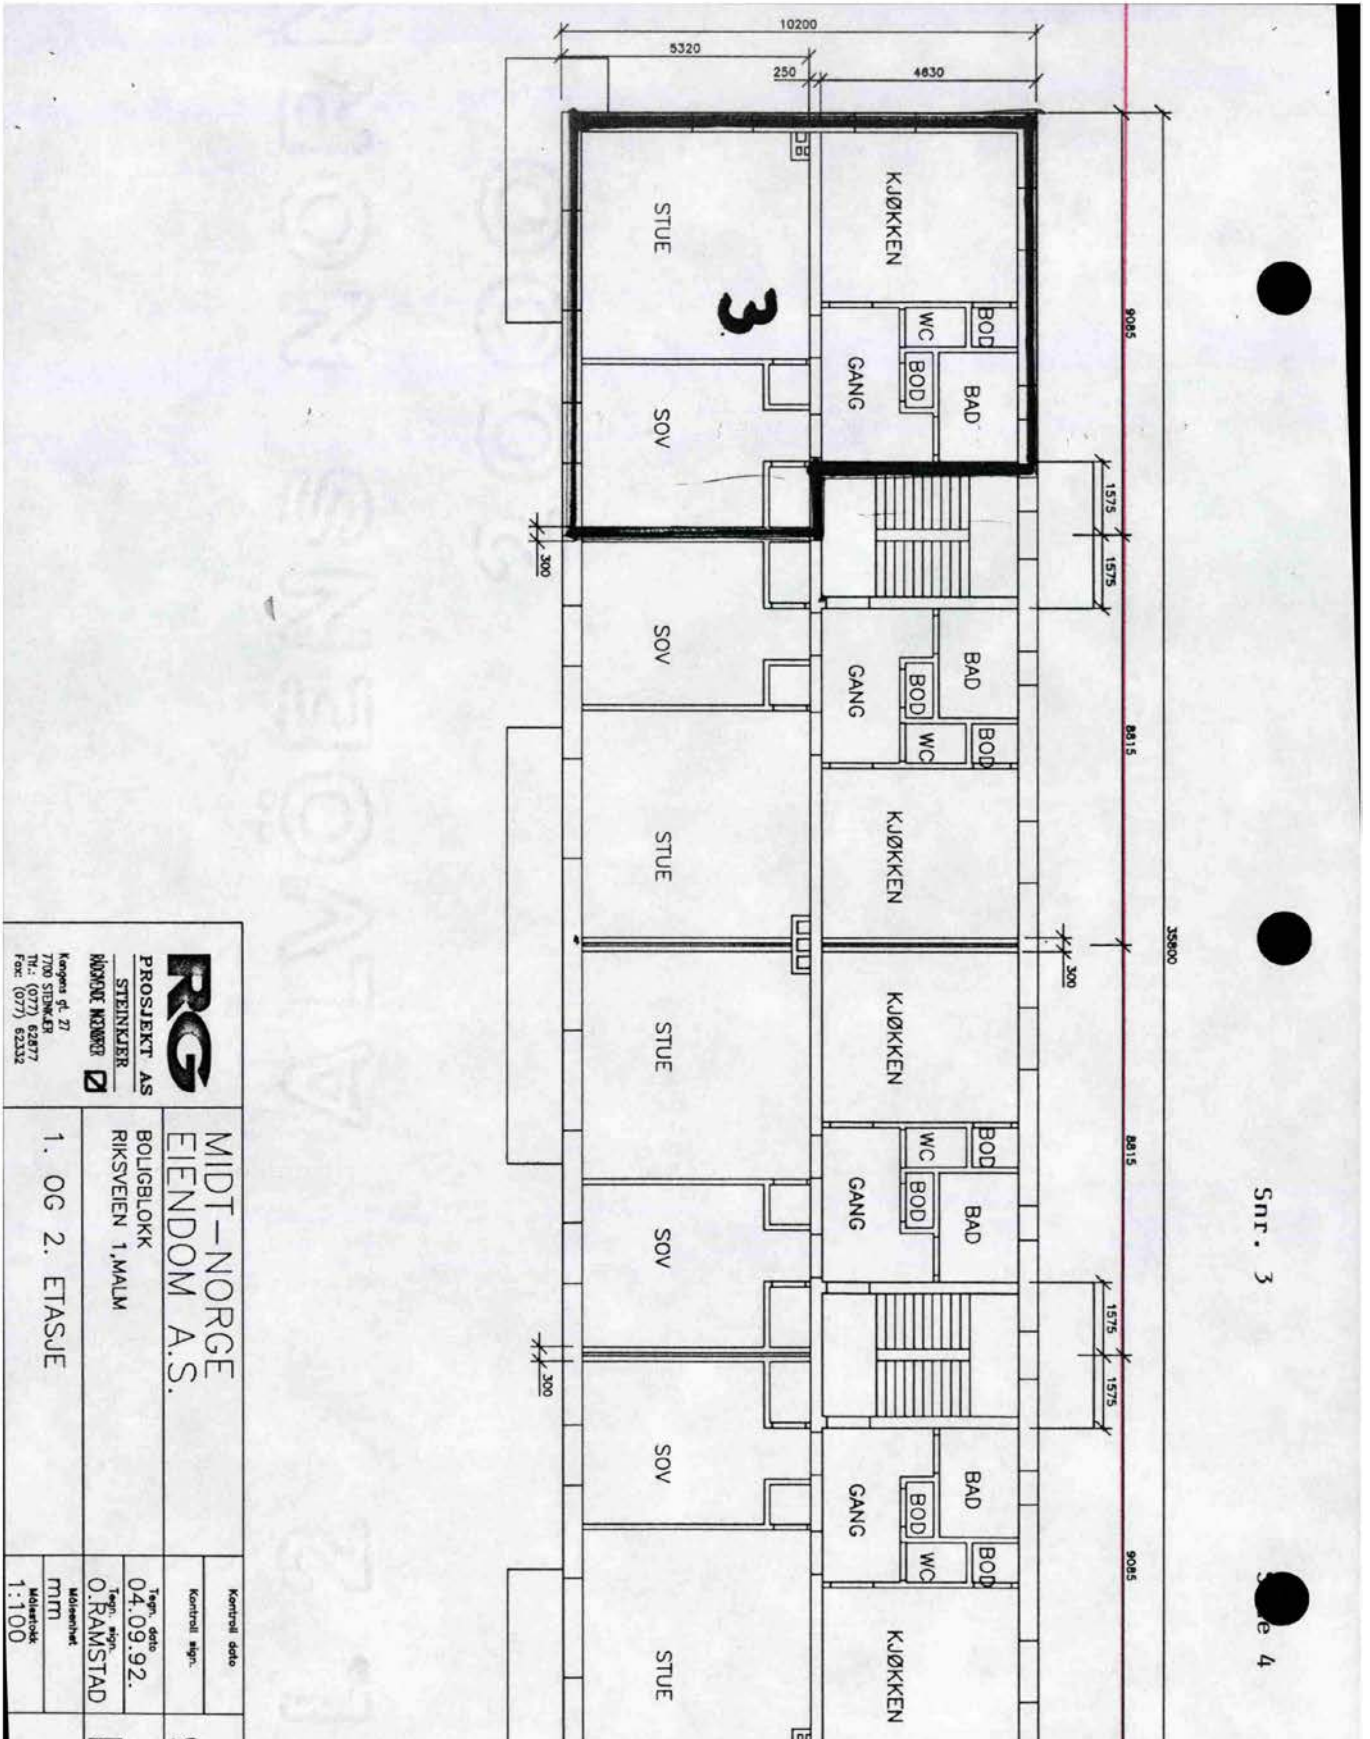 Snr. 3
4
35800
9085
8815
8815
9085
1575
1575
1575
1575
300
10200
4830
250
5320
KJØKKEN
BOD
WC
BOD
BAD
GANG
STUE
3
SOV
300
BAD
BOD
BOD
WC
GANG
KJØKKEN
SOV
STUE
KJØKKEN
BOD
WC
BOD
BAD
GANG
STUE
SOV
300
BAD
BOD
BOD
WC
GANG
KJØKKEN
SOV
STUE
RG
PROSJEKT AS
STEINKJER
Kongens gt. 27
7700 STEINKJER
Tlf.: (077) 62877
Fax: (077) 62332
MIDT-NORGE
EIENDOM A.S.
BOLIGBLOKK
RIKSVEIEN 1,MALM
1. OG 2. ETASJE
Kontroll dato
Kontroll sign.
Tegn. dato
04.09.92.
Tegn. sign.
O.RAMSTAD
Måleenhet
mm
Målestokk
1:100